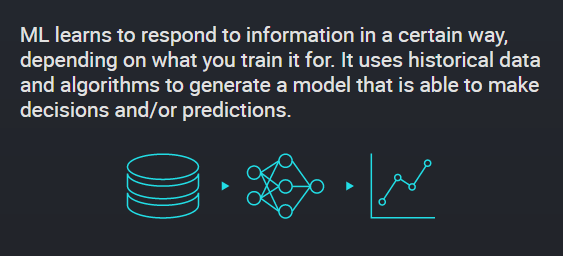 ML learns to respond to information in a certain way,
depending on what you train it for. It uses historical data
and algorithms to generate a model that is able to make
decisions and/or predictions.